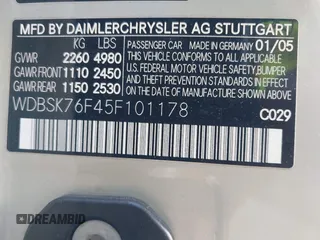 MFD BY DAIMLERCHRYSLER AG STUTTGART
KG LBS
GVWR 2260 4980
GAWR FRONT 1110 2450
GAWR REAR 1150 2530
PASSENGER CAR MADE IN GERMANY 01/05
THIS VEHICLE CONFORMS TO ALL APPLICABLE
U.S. FEDERAL MOTOR VEHICLE SAFETY, BUMPER,
AND THEFT PREVENTION STANDARDS IN EFFECT
ON THE DATE OF MANUFACTURE SHOWN ABOVE.
WDBSK76F45F101178
C029
DREAMBID